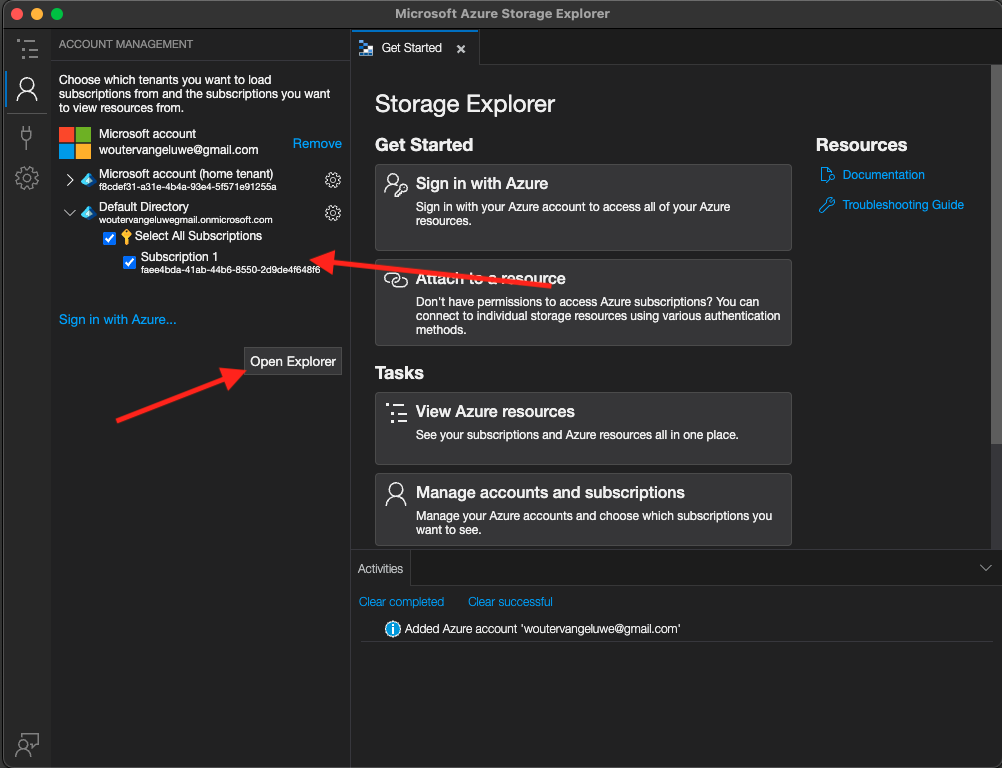 Microsoft Azure Storage Explorer
ACCOUNT MANAGEMENT
Choose which tenants you want to load
subscriptions from and the subscriptions you want
to view resources from.
Microsoft account
woutervangeluwe@gmail.com
Remove
Microsoft account (home tenant)
f8cdef31-a31e-4b4a-93e4-5f571e91255a
Default Directory
woutervangeluwegmail.onmicrosoft.com
Select All Subscriptions
Subscription 1
faee4bda-41ab-44b6-8550-2d9de4f648f6
Sign in with Azure...
Open Explorer
Get Started
Storage Explorer
Get Started
Sign in with Azure
Sign in with your Azure account to access all of your Azure
resources.
Attach to a resource
Don't have permissions to access Azure subscriptions? You can
connect to individual storage resources using various authentication
methods.
Tasks
View Azure resources
See your subscriptions and Azure resources all in one place.
Manage accounts and subscriptions
Manage your Azure accounts and choose which subscriptions you
want to see.
Resources
Documentation
Troubleshooting Guide
Activities
Clear completed
Clear successful
Added Azure account 'woutervangeluwe@gmail.com'